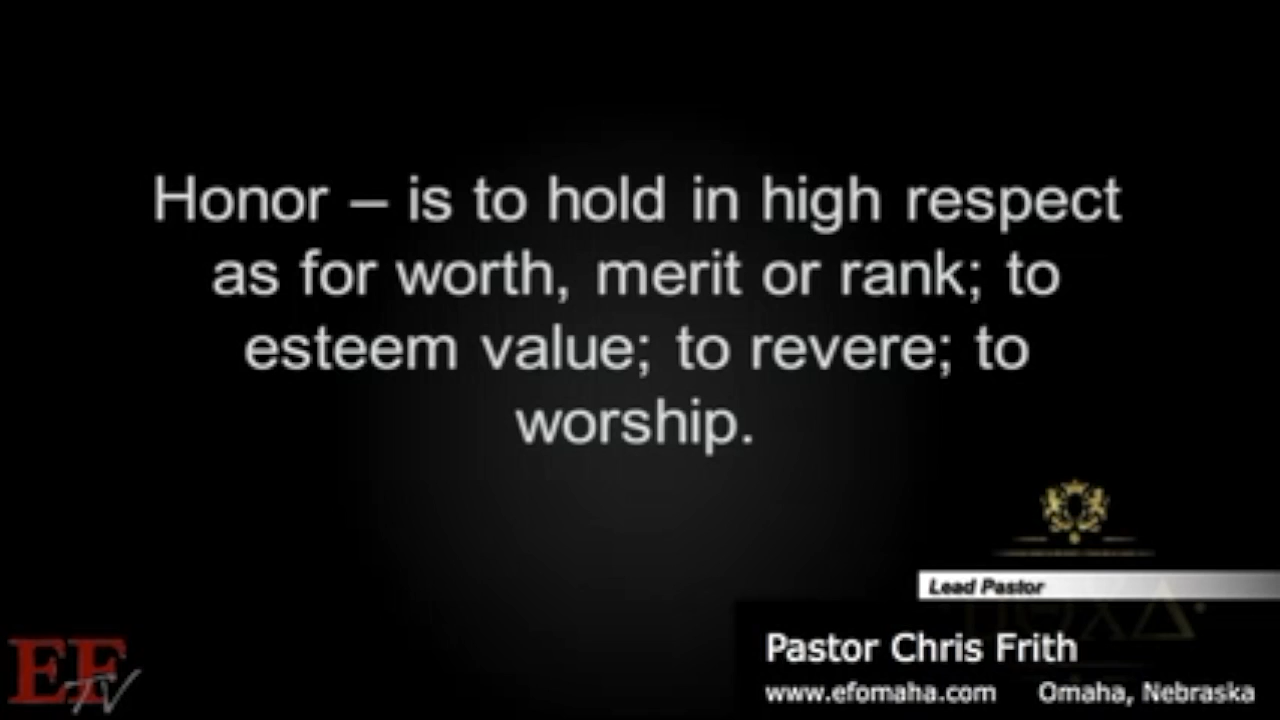 Honor – is to hold in high respect
as for worth, merit or rank; to
esteem value; to revere; to
worship.
Lead Pastor
Pastor Chris Frith
www.efomaha.com Omaha, Nebraska
EF
TV